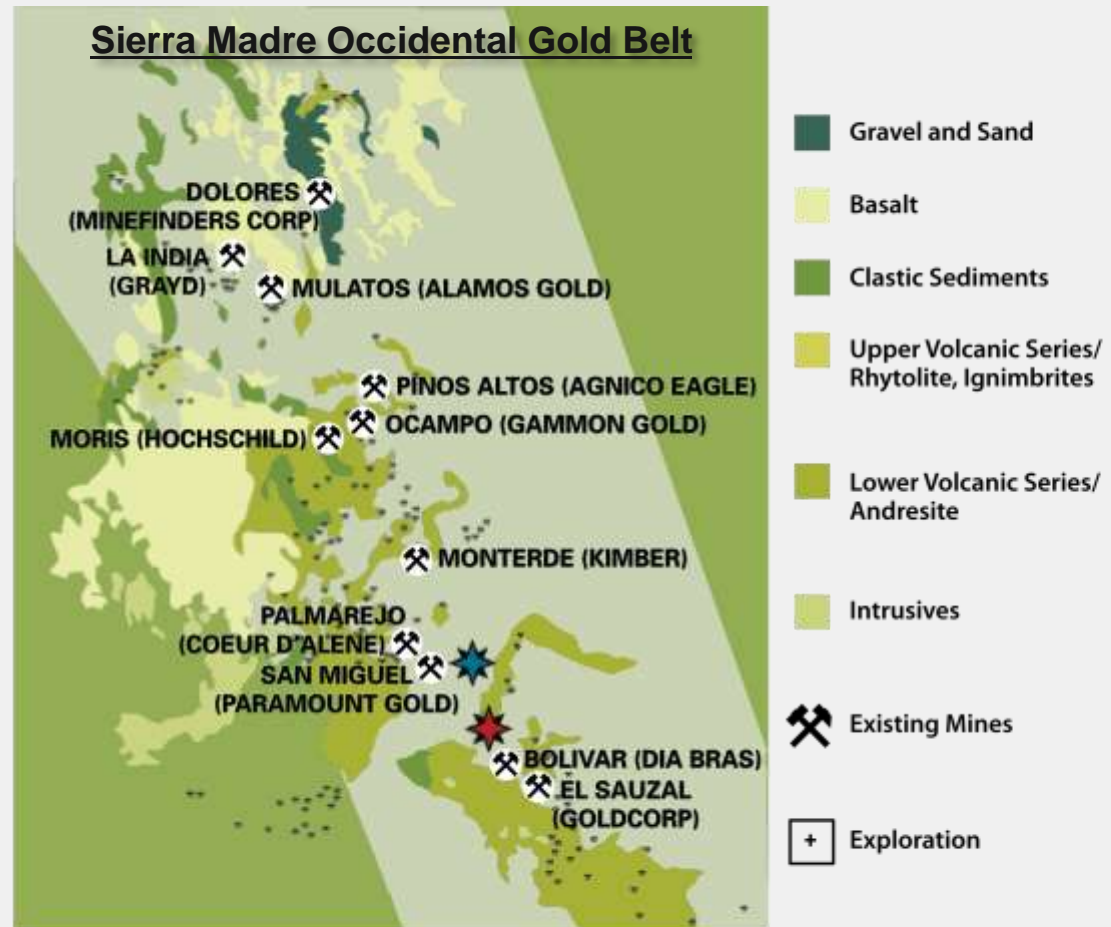 Sierra Madre Occidental Gold Belt
DOLORES
(MINEFINDERS CORP)
LA INDIA
(GRAYD)
MULATOS (ALAMOS GOLD)
PINOS ALTOS (AGNICO EAGLE)
OCAMPO (GAMMON GOLD)
MORIS (HOCHSCHILD)
MONTERDE (KIMBER)
PALMAREJO
(COEUR D'ALENE)
SAN MIGUEL
(PARAMOUNT GOLD)
BOLIVAR (DIA BRAS)
EL SAUZAL
(GOLDCORP)
Gravel and Sand
Basalt
Clastic Sediments
Upper Volcanic Series/
Rhytolite, Ignimbrites
Lower Volcanic Series/
Andresite
Intrusives
Existing Mines
Exploration